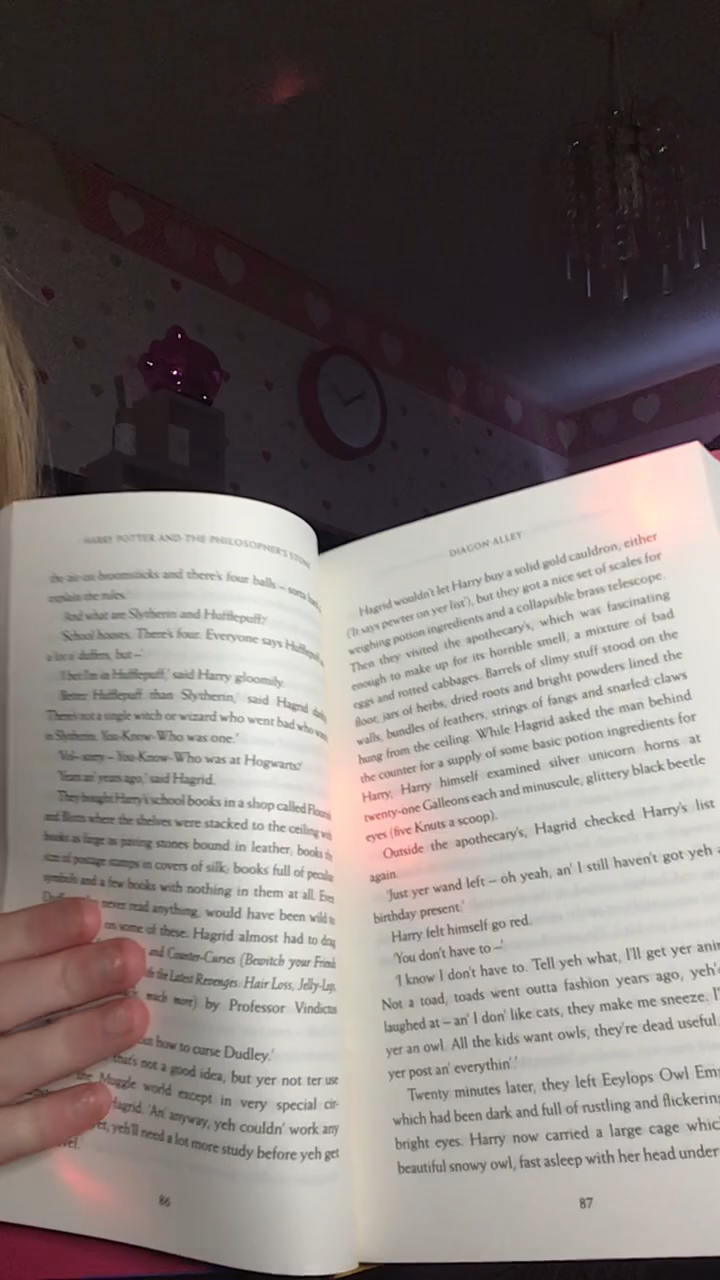 HARRY POTTER AND THE PHILOSOPHER'S STONE
the air on broomsticks and there's four balls – sorta hard
explain the rules.'
'And what are Slytherin and Hufflepuff?'
'School houses. There's four. Everyone says Hufflepuff
a lot o' duffers, but –'
'I bet I'm in Hufflepuff,' said Harry gloomily.
'Better Hufflepuff than Slytherin,' said Hagrid
There's not a single witch or wizard who went bad who
in Slytherin. You-Know-Who was one.'
'Vol– sorry – You-Know-Who was at Hogwarts?'
'Years an' years ago,' said Hagrid.
They bought Harry's school books in a shop called
and Blotts where the shelves were stacked to the ceiling with
books as large as paving stones bound in leather; books
size of postage stamps in covers of silk; books full of
symbols and a few books with nothing in them at all. Even
never read anything, would have been wild to
on some of these. Hagrid almost had to drag
and Counter-Curses (Bewitch your
with the Latest Revenges: Hair Loss, Jelly-Legs,
much more) by Professor Vindictus
out how to curse Dudley.'
that's not a good idea, but yer not ter use
the Muggle world except in very special cir-
Hagrid. 'An' anyway, yeh couldn' work any
yet, yeh'll need a lot more study before yeh get
86
DIAGON ALLEY
Hagrid wouldn't let Harry buy a solid gold cauldron, either
('It says pewter on yer list'), but they got a nice set of scales for
weighing potion ingredients and a collapsible brass telescope.
Then they visited the apothecary's, which was fascinating
enough to make up for its horrible smell, a mixture of bad
eggs and rotted cabbages. Barrels of slimy stuff stood on the
floor, jars of herbs, dried roots and bright powders lined the
walls, bundles of feathers, strings of fangs and snarled claws
hung from the ceiling. While Hagrid asked the man behind
the counter for a supply of some basic potion ingredients for
Harry, Harry himself examined silver unicorn horns at
twenty-one Galleons each and minuscule, glittery black beetle
eyes (five Knuts a scoop).
Outside the apothecary's, Hagrid checked Harry's list
again.
'Just yer wand left – oh yeah, an' I still haven't got yeh a
birthday present.'
Harry felt himself go red.
'You don't have to –'
'I know I don't have to. Tell yeh what, I'll get yer
Not a toad, toads went outta fashion years ago, yeh'd
laughed at – an' I don' like cats, they make me sneeze.
yer an owl. All the kids want owls, they're dead useful,
yer post an' everythin'.'
Twenty minutes later, they left Eeylops Owl
which had been dark and full of rustling and
bright eyes. Harry now carried a large cage
beautiful snowy owl, fast asleep with her head under
87